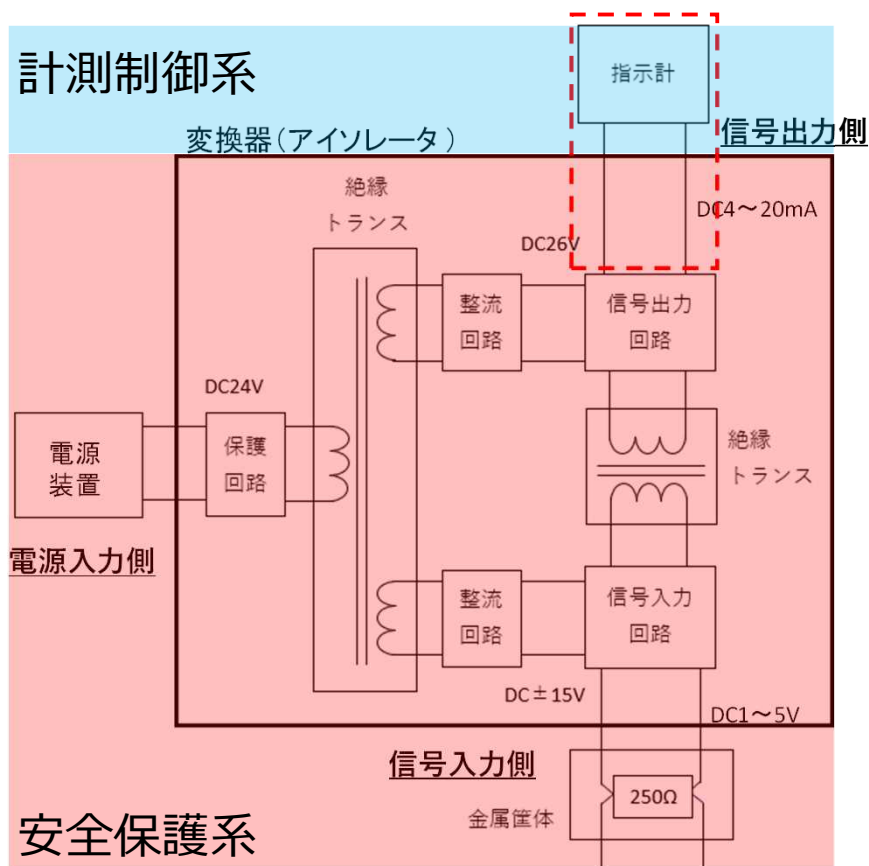 計測制御系
指示計
変換器（アイソレータ）
信号出力側
絶縁
トランス
DC4～20mA
DC26V
整流
回路
信号出力
回路
DC24V
電源
装置
保護
回路
絶縁
トランス
電源入力側
整流
回路
信号入力
回路
DC±15V
DC1～5V
信号入力側
250Ω
金属筐体
安全保護系